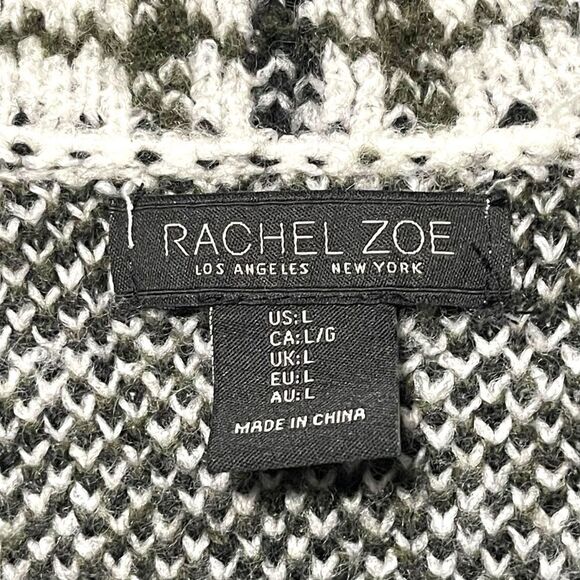 RACHEL ZOE
LOS ANGELES NEW YORK
US:L
CA:L/G
UK:L
EU:L
AU:L
MADE IN CHINA